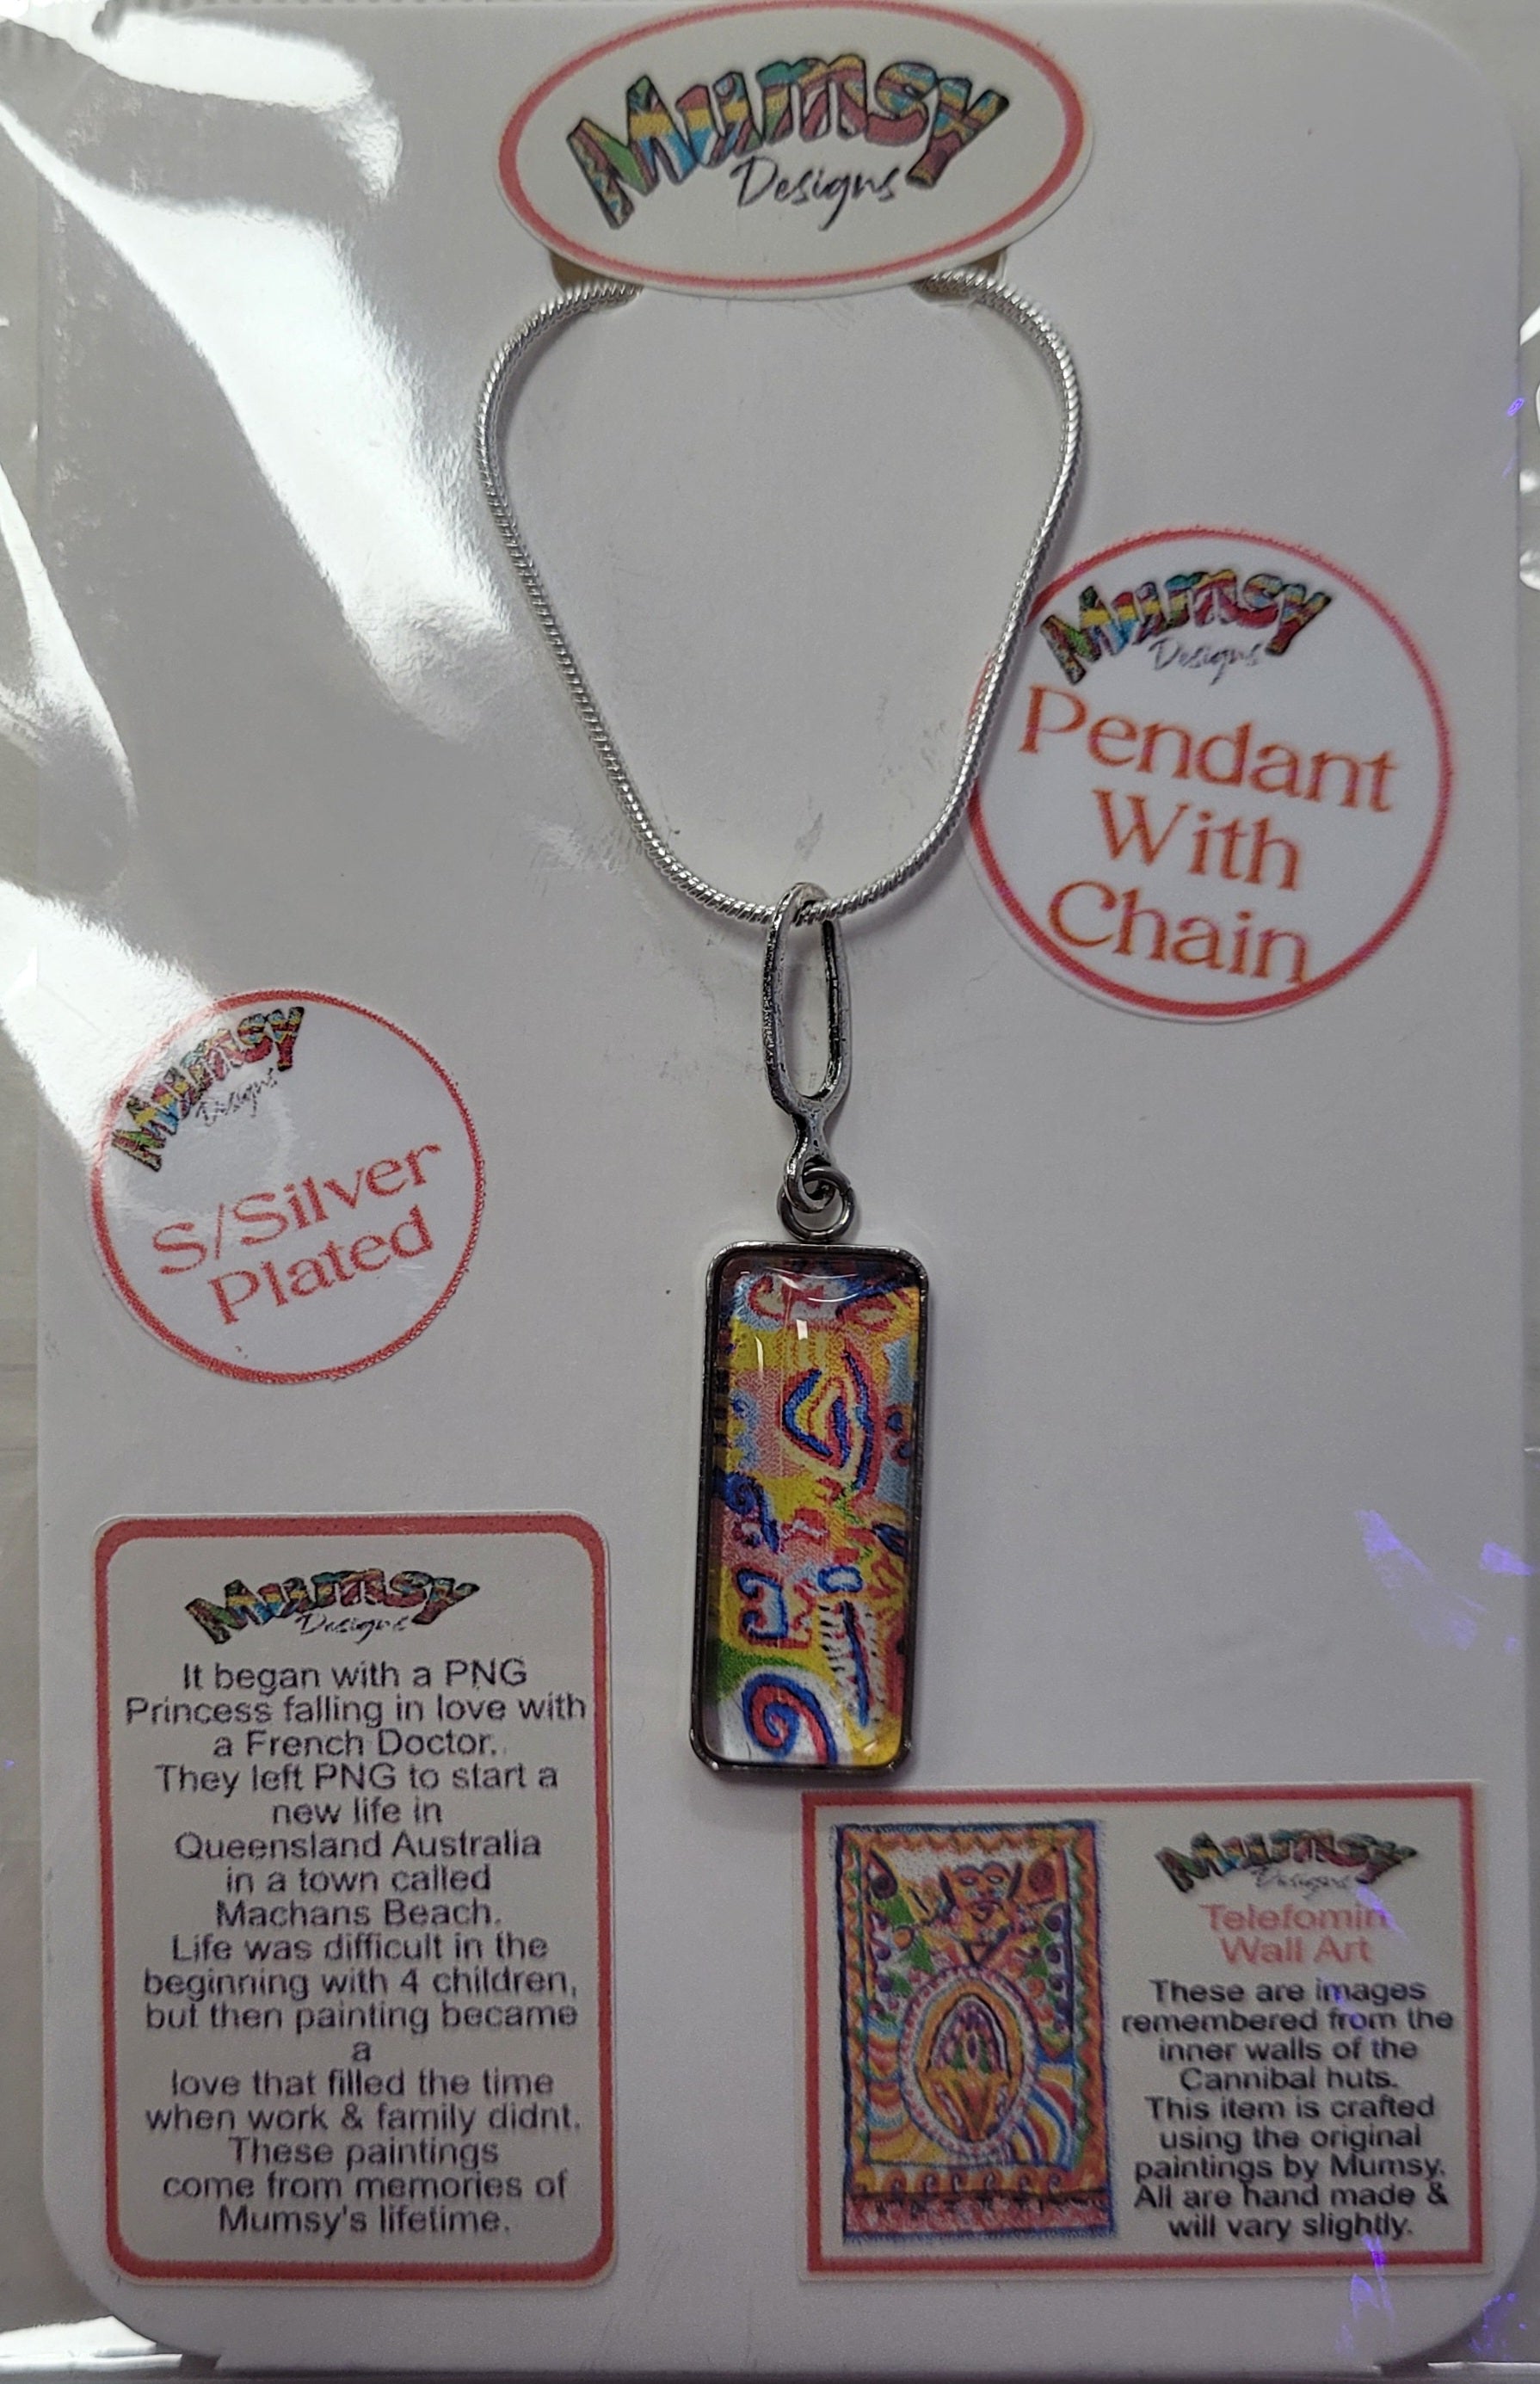 Mumsy
Designs
Mumsy
Designs
Pendant
With
Chain
Mumsy
Designs
S/Silver
Plated
Mumsy
Designs
It began with a PNG
Princess falling in love with
a French Doctor.
They left PNG to start a
new life in
Queensland Australia
in a town called
Machans Beach.
Life was difficult in the
beginning with 4 children,
but then painting became
a
love that filled the time
when work & family didnt.
These paintings
come from memories of
Mumsy's lifetime.
Mumsy
Designs
Telefomin
Wall Art
These are images
remembered from the
inner walls of the
Cannibal huts.
This item is crafted
using the original
paintings by Mumsy.
All are hand made &
will vary slightly.